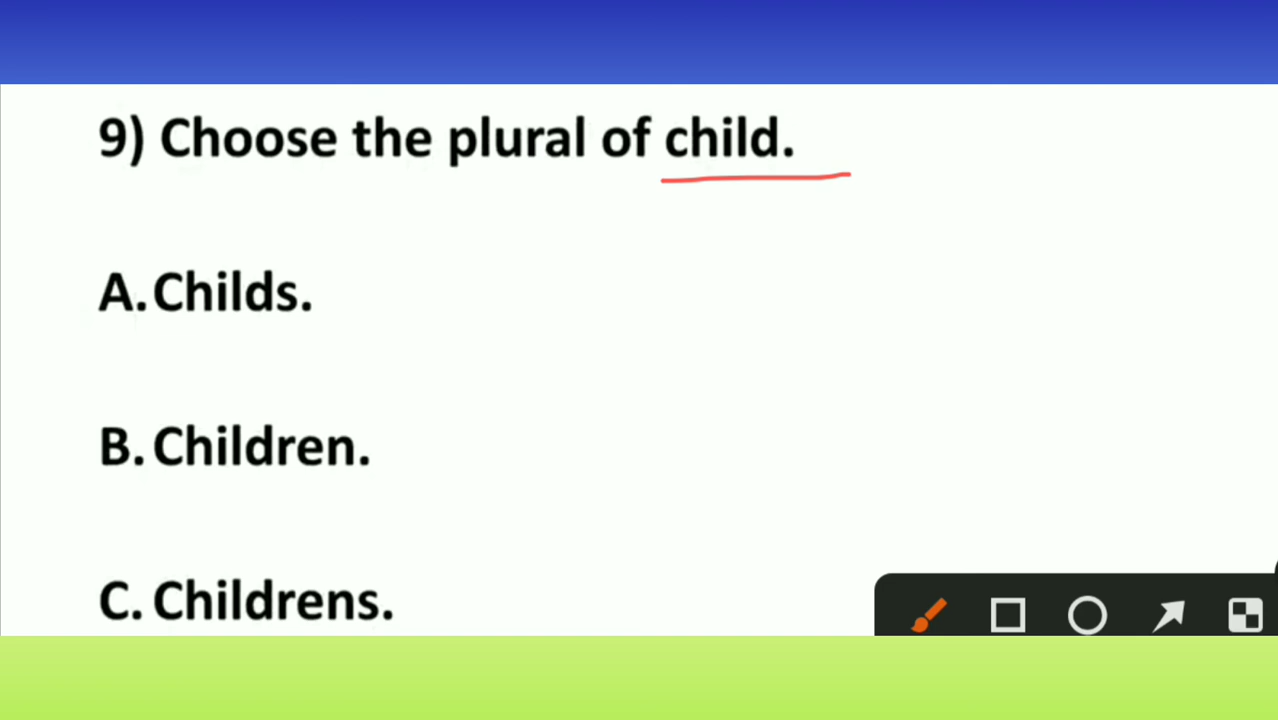 9) Choose the plural of child.
A. Childs.
B. Children.
C. Childrens.